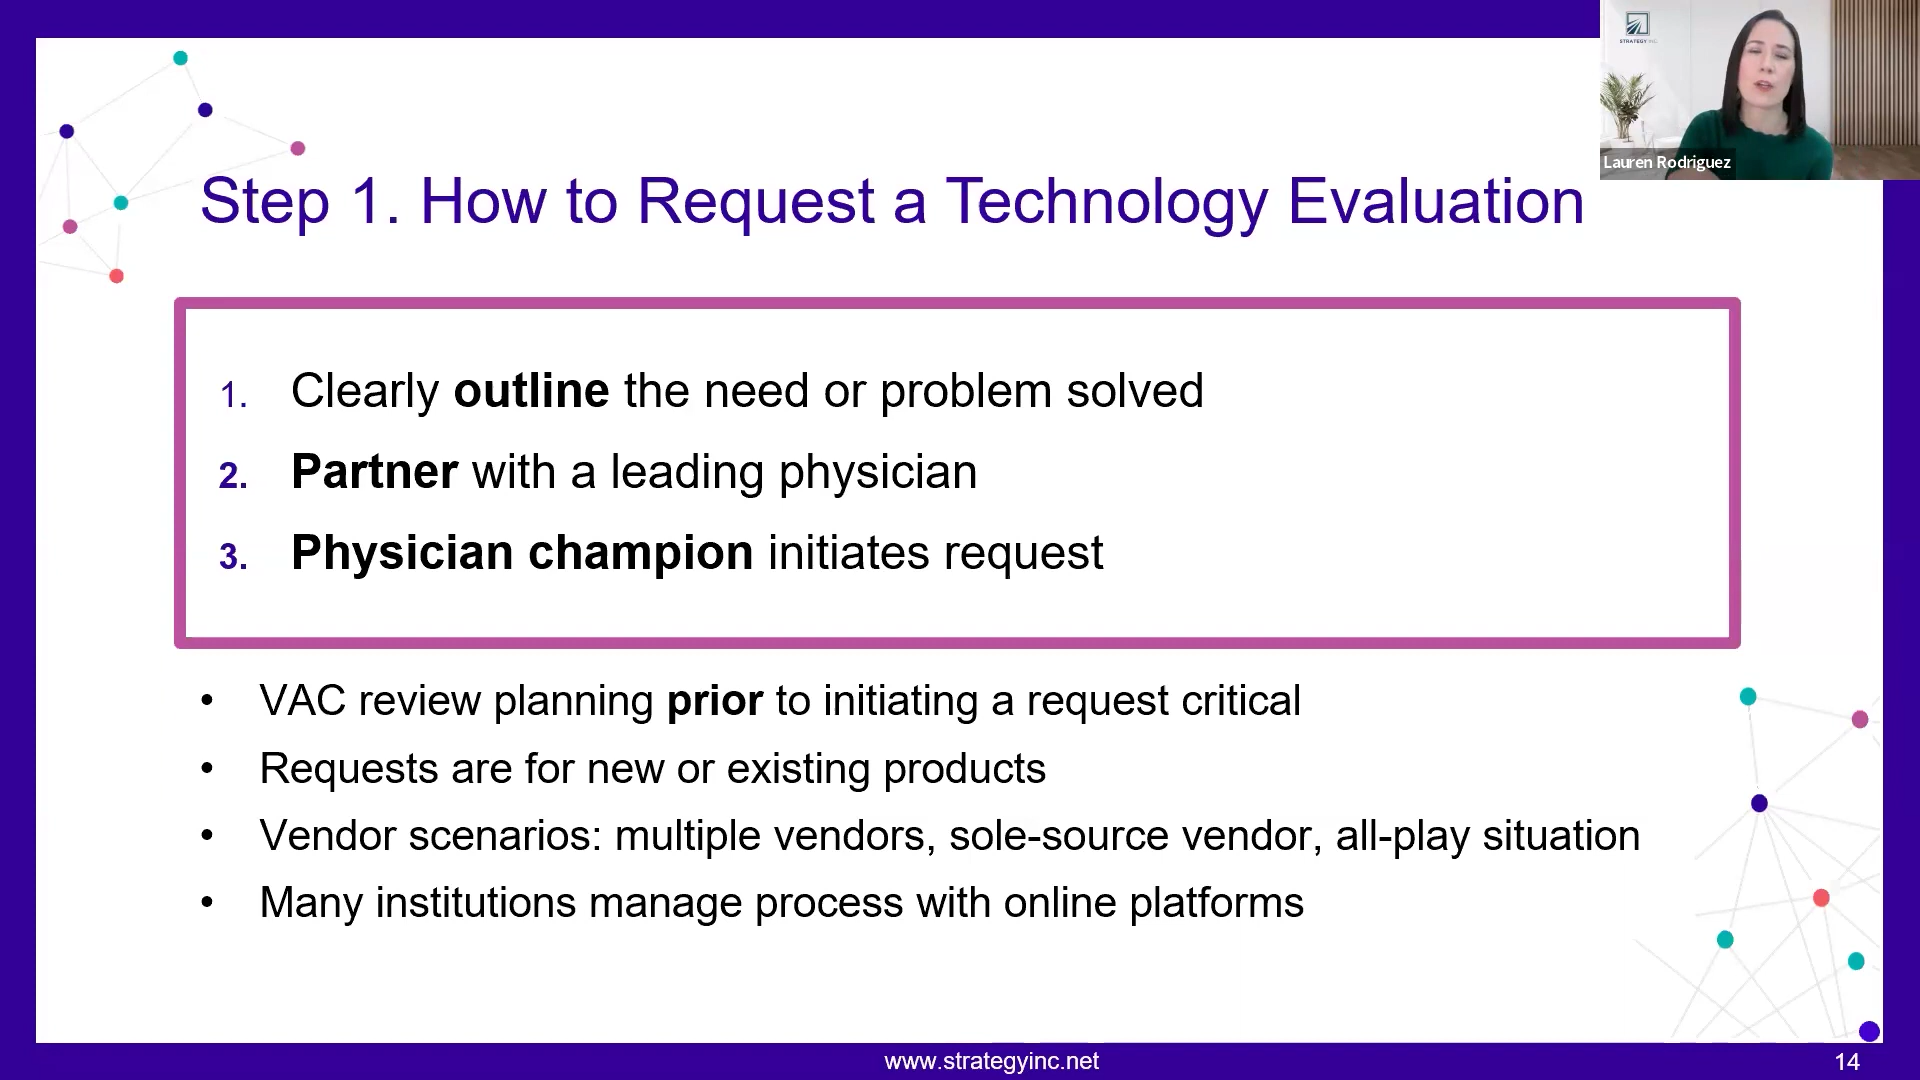 STRATEGY INC
Lauren Rodriguez
Step 1. How to Request a Technology Evaluation
1. Clearly outline the need or problem solved
2. Partner with a leading physician
3. Physician champion initiates request
• VAC review planning prior to initiating a request critical
• Requests are for new or existing products
• Vendor scenarios: multiple vendors, sole-source vendor, all-play situation
• Many institutions manage process with online platforms
www.strategyinc.net
14